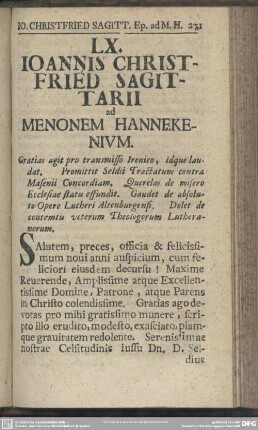 IO. CHRISTFRIED SAGITT. Ep. ad M. H. 231
LX.
IOANNIS CHRIST-
FRIED SAGIT-
TARII
ad
MENONEM HANNEKE-
NIVM.
Gratias agit pro transmisso Irenico, idque lau-
dat. Promittit Seldii Tractatum contra
Masenii Concordiam. Querelas de misero
Ecclesiae statu effundit. Gaudet de absolu-
to Opere Lutheri Altenburgensi. Dolet de
contemtu veterum Theologorum Luthera-
norum.
Salutem, preces, officia & felicissi-
mum noui anni auspicium, cum fe-
liciori eiusdem decursu! Maxime
Reuerende, Amplissime atque Excellen-
tissime Domine, Patrone, atque Parens
in Christo colendissime. Gratias ago de-
votas pro mihi gratissimo munere, scri-
pto illo erudito, modesto, exasciato, piam-
que grauitatem redolente. Serenissimae
nostrae Celsitudinis iussu Dn. D. Sel-
dius